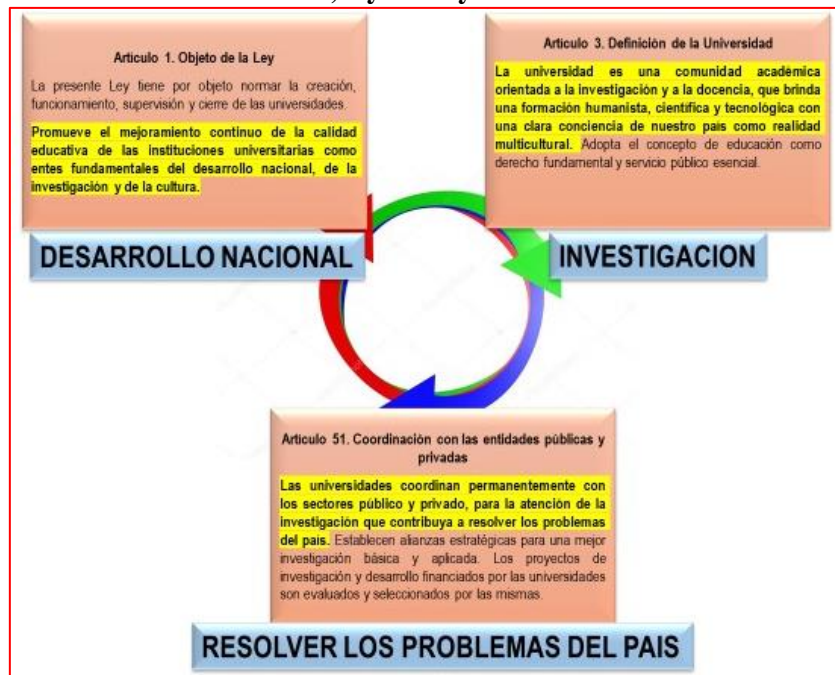 Artículo 1. Objeto de la Ley
La presente Ley tiene por objeto normar la creación,
funcionamiento, supervisión y cierre de las universidades.
Promueve el mejoramiento continuo de la calidad
educativa de las instituciones universitarias como
entes fundamentales del desarrollo nacional, de la
investigación y de la cultura.
DESARROLLO NACIONAL
Artículo 3. Definición de la Universidad
La universidad es una comunidad académica
orientada a la investigación y a la docencia, que brinda
una formación humanista, científica y tecnológica con
una clara conciencia de nuestro país como realidad
multicultural. Adopta el concepto de educación como
derecho fundamental y servicio público esencial.
INVESTIGACION
Artículo 51. Coordinación con las entidades públicas y
privadas
Las universidades coordinan permanentemente con
los sectores público y privado, para la atención de la
investigación que contribuya a resolver los problemas
del país. Establecen alianzas estratégicas para una mejor
investigación básica y aplicada. Los proyectos de
investigación y desarrollo financiados por las universidades
son evaluados y seleccionados por las mismas.
RESOLVER LOS PROBLEMAS DEL PAIS